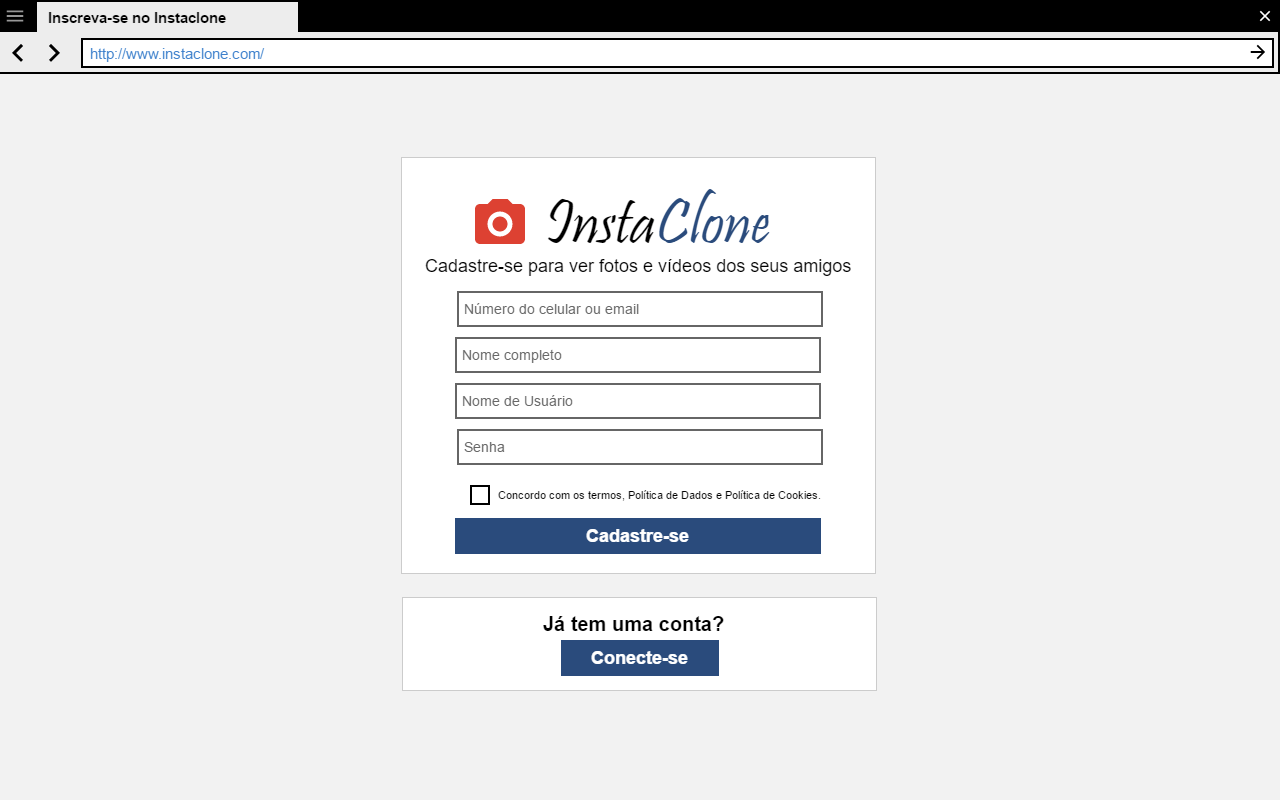 Inscreva-se no Instaclone
http://www.instaclone.com/
InstaClone
Cadastre-se para ver fotos e vídeos dos seus amigos
Número do celular ou email
Nome completo
Nome de Usuário
Senha
Concordo com os termos, Política de Dados e Política de Cookies.
Cadastre-se
Já tem uma conta?
Conecte-se